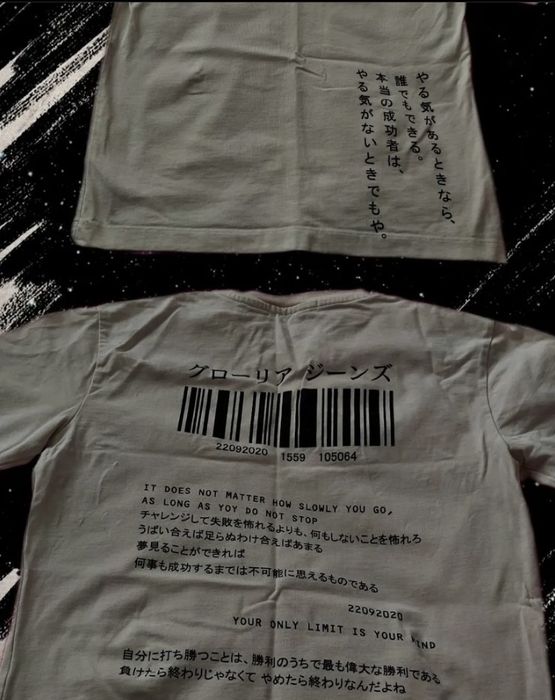 やる気があるときなら、
誰でもできる。
本当の成功者は、
やる気がないときでもや。
グローリア ジーンズ
22092020 1559 105064
IT DOES NOT MATTER HOW SLOWLY YOU GO,
AS LONG AS YOY DO NOT STOP
チャレンジして失敗を怖れるよりも、何もしないことを怖れろ
うばい合えば足らぬわけ合えばあまる
夢見ることができれば
何事も成功するまでは不可能に思えるものである
22092020
YOUR ONLY LIMIT IS YOUR MIND
自分に打ち勝つことは、勝利のうちで最も偉大な勝利である
負けたら終わりじゃなくて やめたら終わりなんだよね